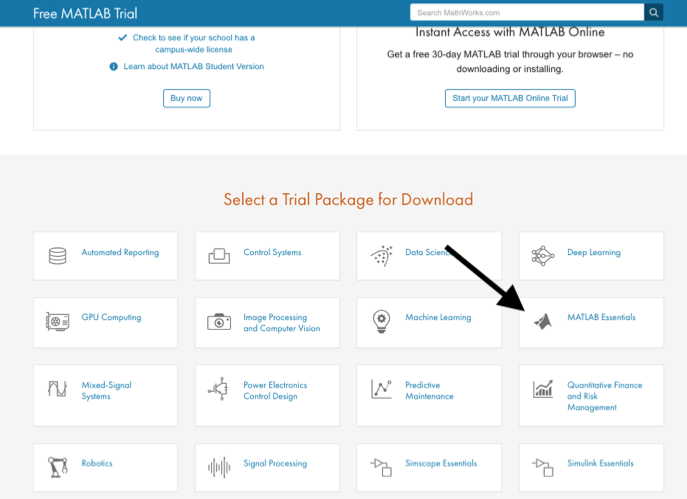 Free MATLAB Trial
Search MathWorks.com
Check to see if your school has a
campus-wide license
Learn about MATLAB Student Version
Buy now
Instant Access with MATLAB Online
Get a free 30-day MATLAB trial through your browser – no
downloading or installing.
Start your MATLAB Online Trial
Select a Trial Package for Download
Automated Reporting
Control Systems
Data Scien
Deep Learning
GPU Computing
Image Processing
and Computer Vision
Machine Learning
MATLAB Essentials
Mixed-Signal
Systems
Power Electronics
Control Design
Predictive
Maintenance
Quantitative Finance
and Risk
Management
Robotics
Signal Processing
Simscape Essentials
Simulink Essentials